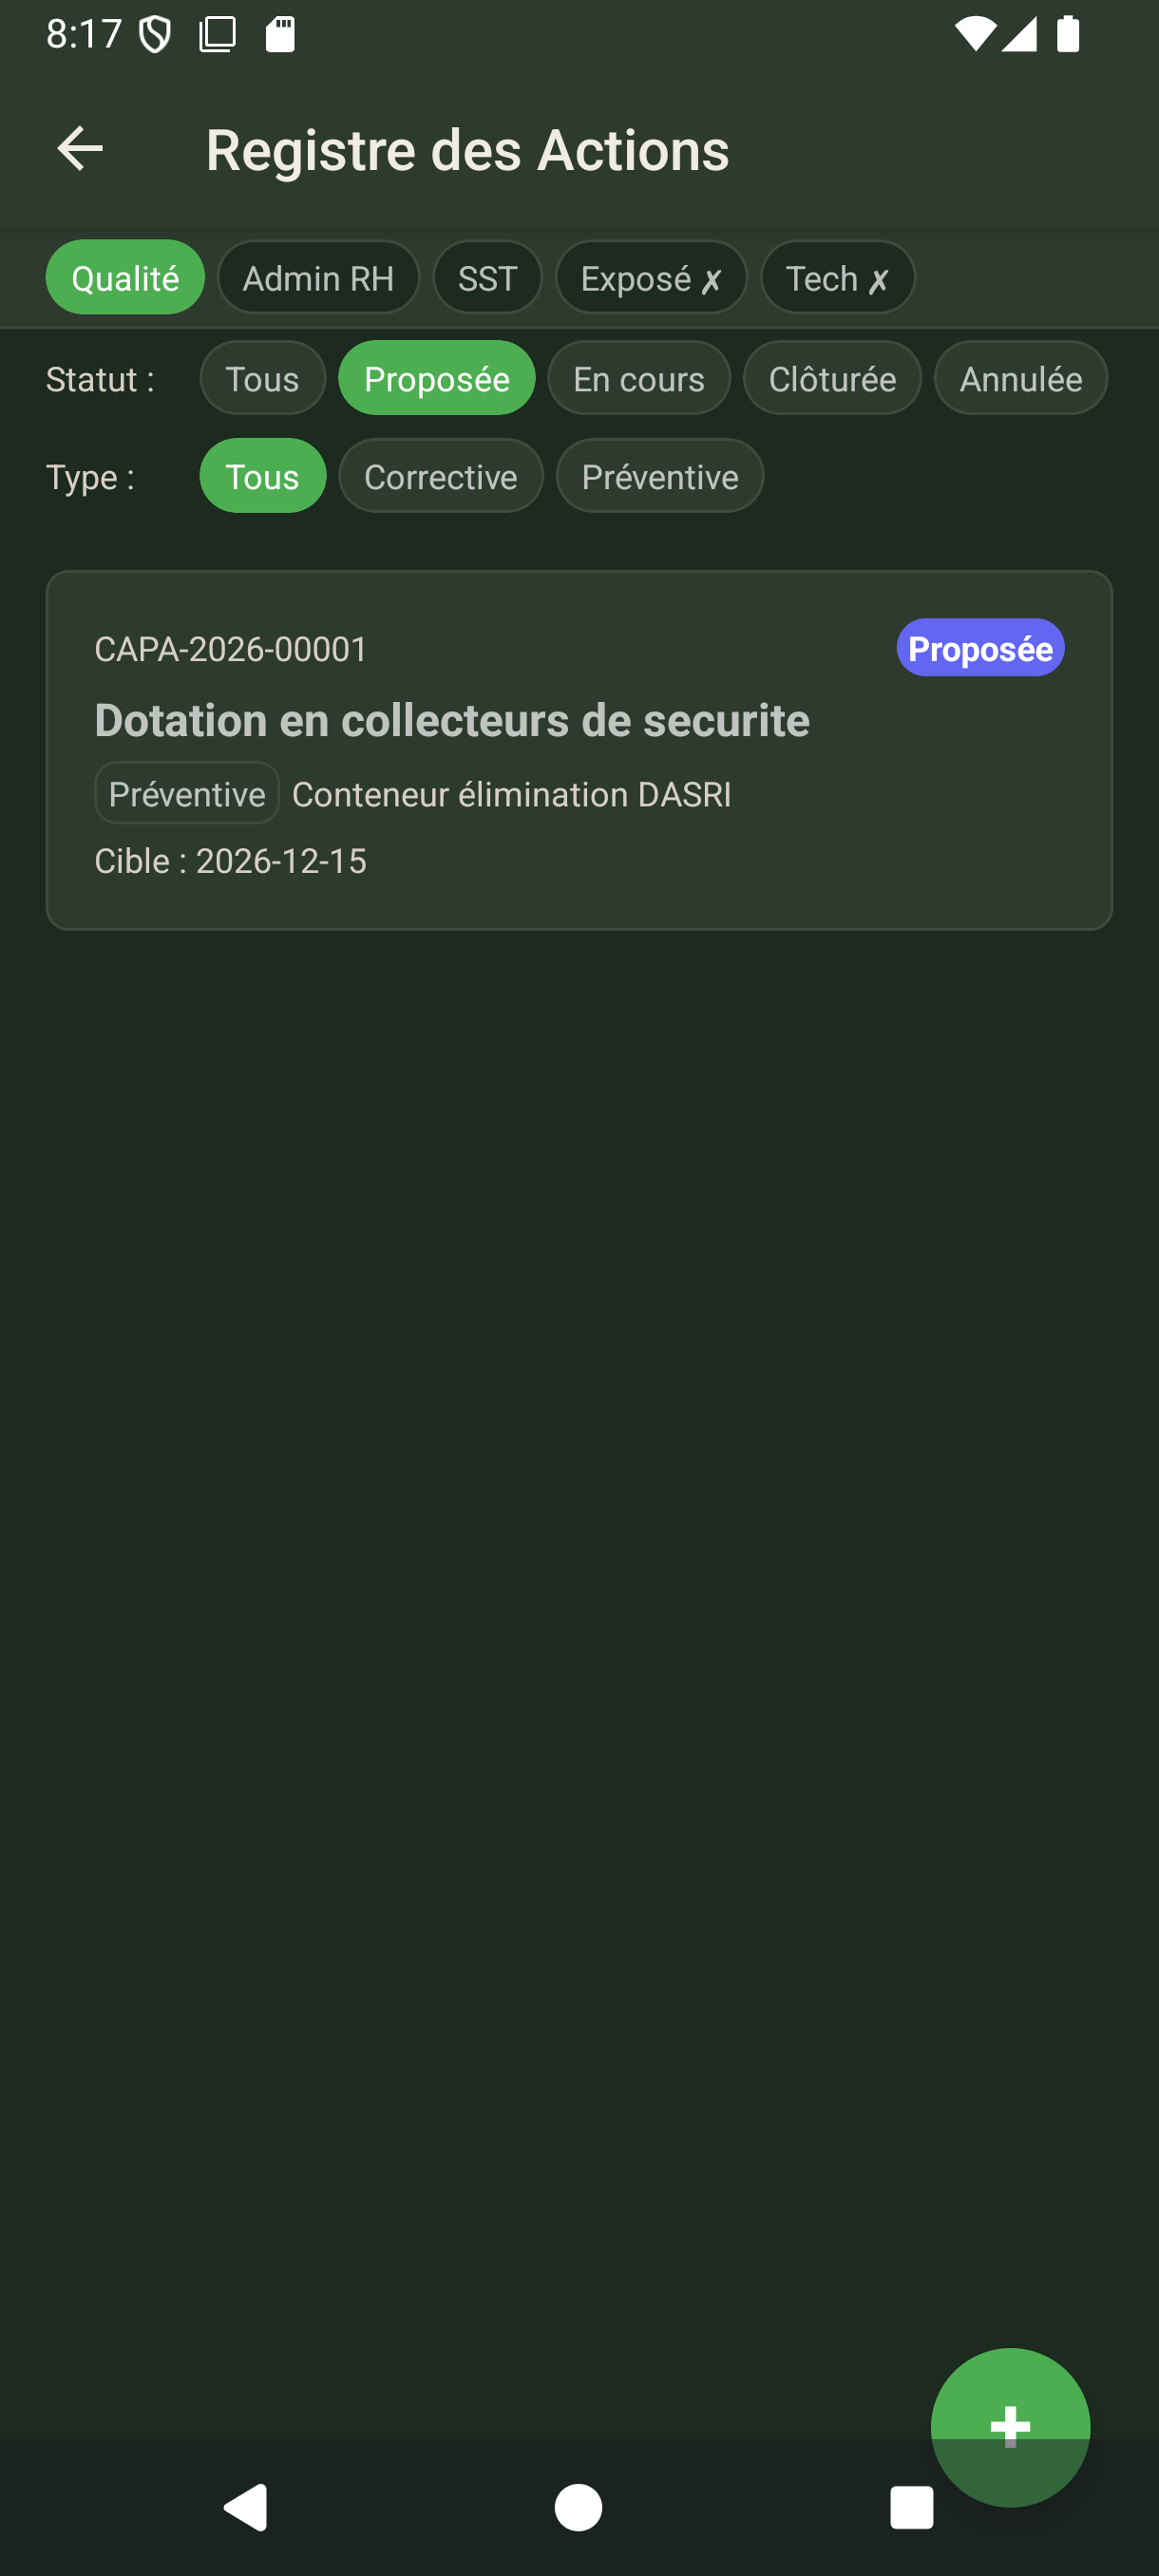 8:17
Registre des Actions
Qualité Admin RH SST Exposé ✗ Tech ✗
Statut : Tous Proposée En cours Clôturée Annulée
Type : Tous Corrective Préventive
CAPA-2026-00001 Proposée
Dotation en collecteurs de securite
Préventive Conteneur élimination DASRI
Cible : 2026-12-15